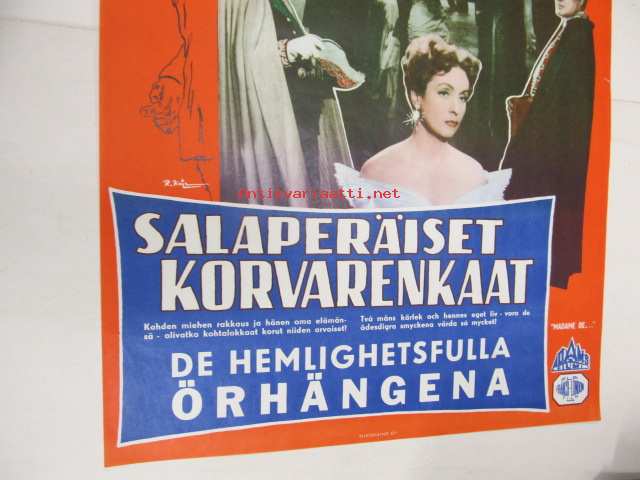 antikvariaatti.net
SALAPERÄISET
KORVARENKAAT
Kahden miehen rakkaus ja hänen oma elämän-
sä - olivatko kohtalokkaat korut niiden arvoiset?
Två mäns kärlek och hennes eget liv - voro de
ödesdigra smyckena värda så mycket?
"MADAME DE..."
DE HEMLIGHETSFULLA
ÖRHÄNGENA